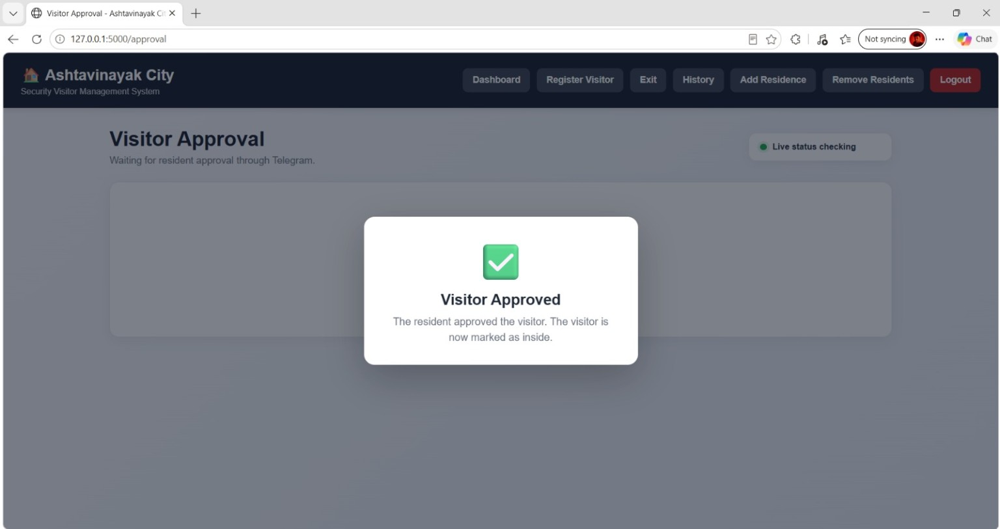 Visitor Approval - Ashtavinayak Ci
127.0.0.1:5000/approval
Not syncing
Chat
Ashtavinayak City
Security Visitor Management System
Dashboard
Register Visitor
Exit
History
Add Residence
Remove Residents
Logout
Visitor Approval
Waiting for resident approval through Telegram.
Live status checking
Visitor Approved
The resident approved the visitor. The visitor is
now marked as inside.